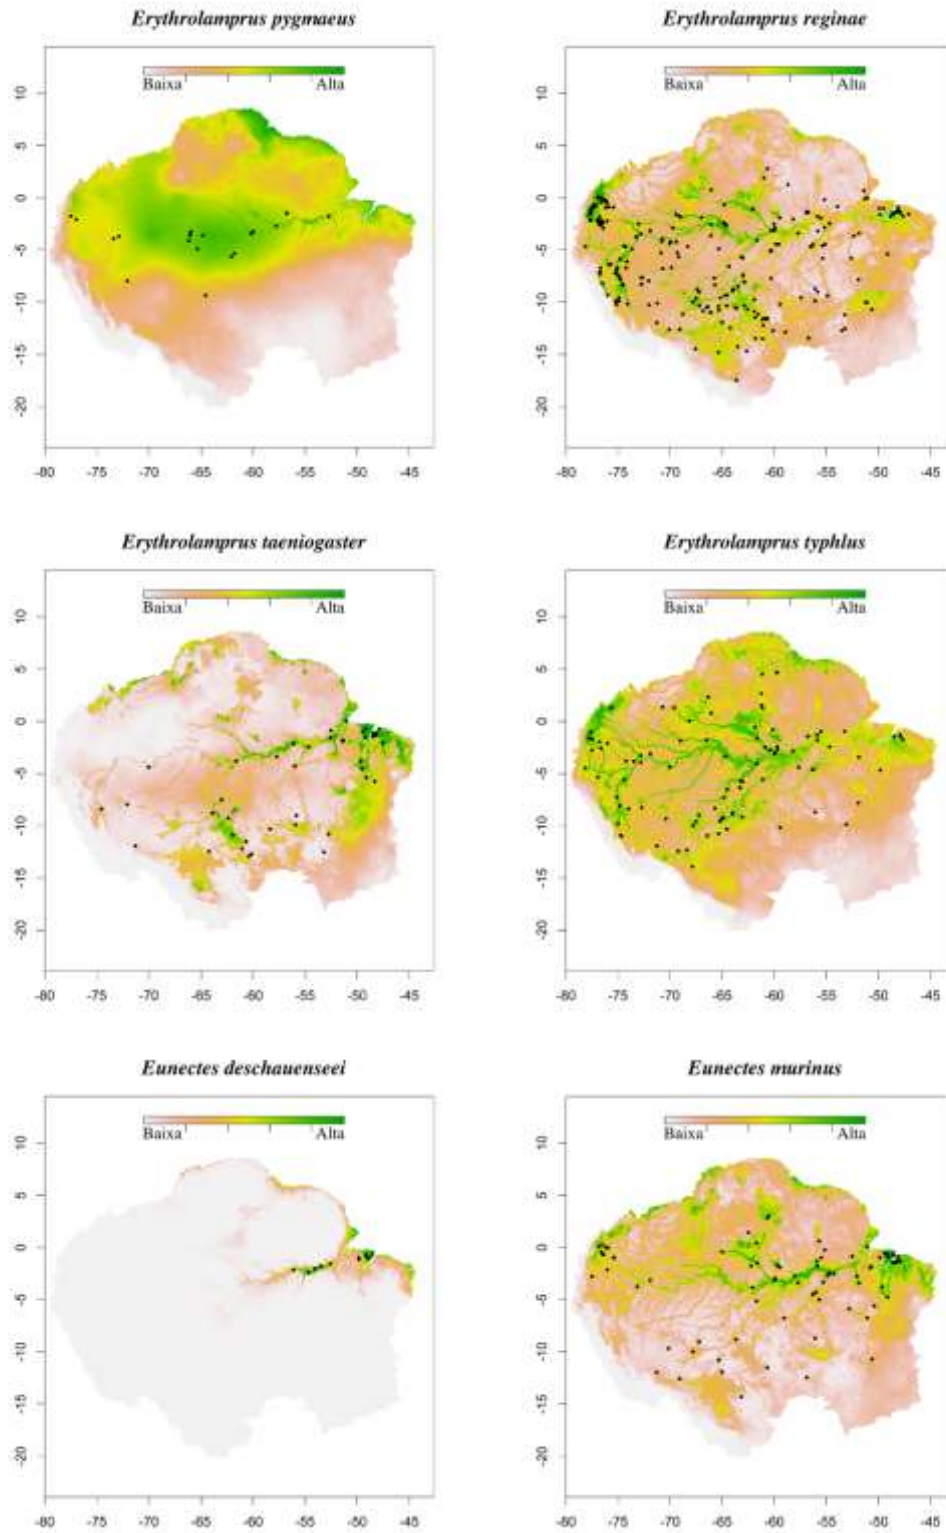 Erythrolamprus pygmaeus
Erythrolamprus reginae
Baixa Alta
Baixa Alta
10
5
0
-5
-10
-15
-20
10
5
0
-5
-10
-15
-20
-80 -75 -70 -65 -60 -55 -50 -45
-80 -75 -70 -65 -60 -55 -50 -45
Erythrolamprus taeniogaster
Erythrolamprus typhlus
Baixa Alta
Baixa Alta
10
5
0
-5
-10
-15
-20
10
5
0
-5
-10
-15
-20
-80 -75 -70 -65 -60 -55 -50 -45
-80 -75 -70 -65 -60 -55 -50 -45
Eunectes deschauenseei
Eunectes murinus
Baixa Alta
Baixa Alta
10
5
0
-5
-10
-15
-20
10
5
0
-5
-10
-15
-20
-80 -75 -70 -65 -60 -55 -50 -45
-80 -75 -70 -65 -60 -55 -50 -45